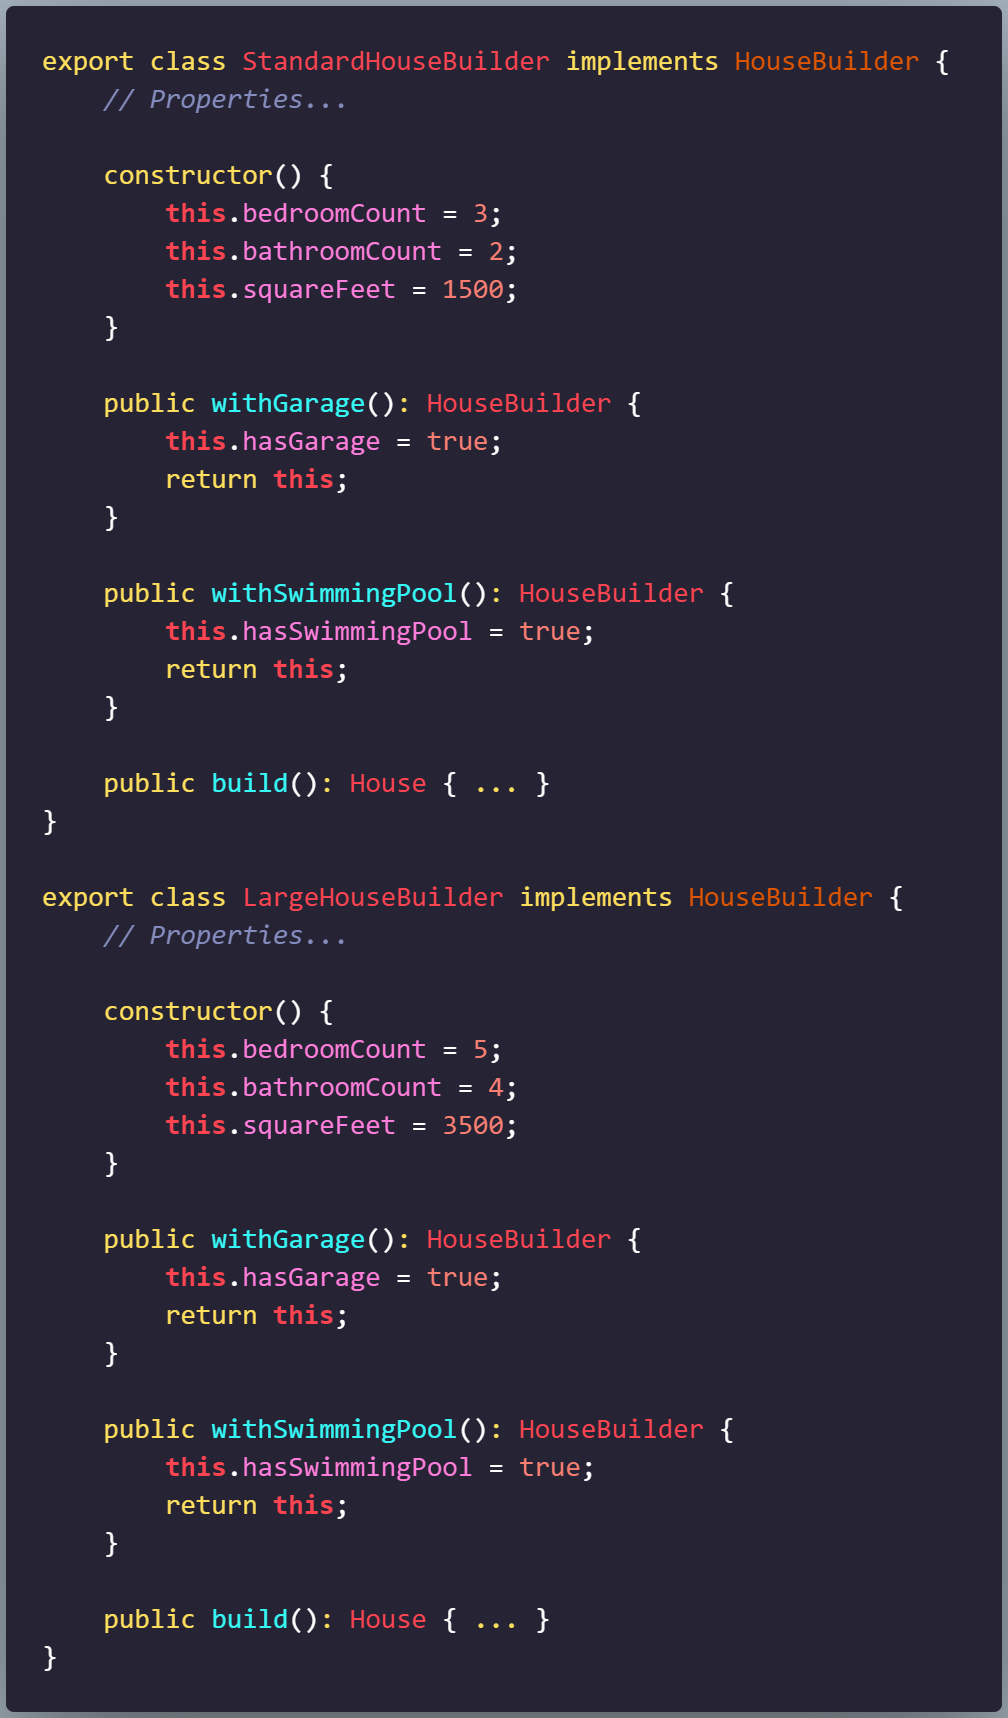 export class StandardHouseBuilder implements HouseBuilder {
    // Properties...

    constructor() {
        this.bedroomCount = 3;
        this.bathroomCount = 2;
        this.squareFeet = 1500;
    }

    public withGarage(): HouseBuilder {
        this.hasGarage = true;
        return this;
    }

    public withSwimmingPool(): HouseBuilder {
        this.hasSwimmingPool = true;
        return this;
    }

    public build(): House { ... }
}

export class LargeHouseBuilder implements HouseBuilder {
    // Properties...

    constructor() {
        this.bedroomCount = 5;
        this.bathroomCount = 4;
        this.squareFeet = 3500;
    }

    public withGarage(): HouseBuilder {
        this.hasGarage = true;
        return this;
    }

    public withSwimmingPool(): HouseBuilder {
        this.hasSwimmingPool = true;
        return this;
    }

    public build(): House { ... }
}